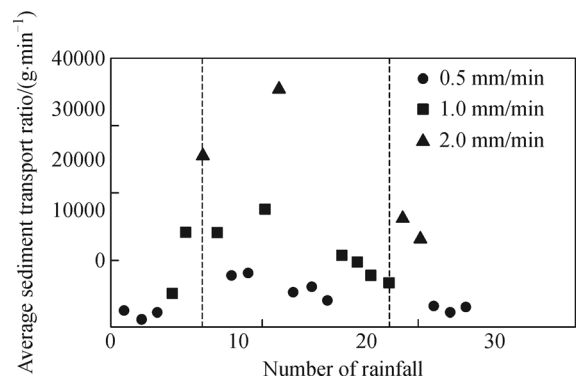 Average sediment transport ratio/(g·min⁻¹)
40000
30000
20000
10000
0
0.5 mm/min
1.0 mm/min
2.0 mm/min
0 10 20 30
Number of rainfall